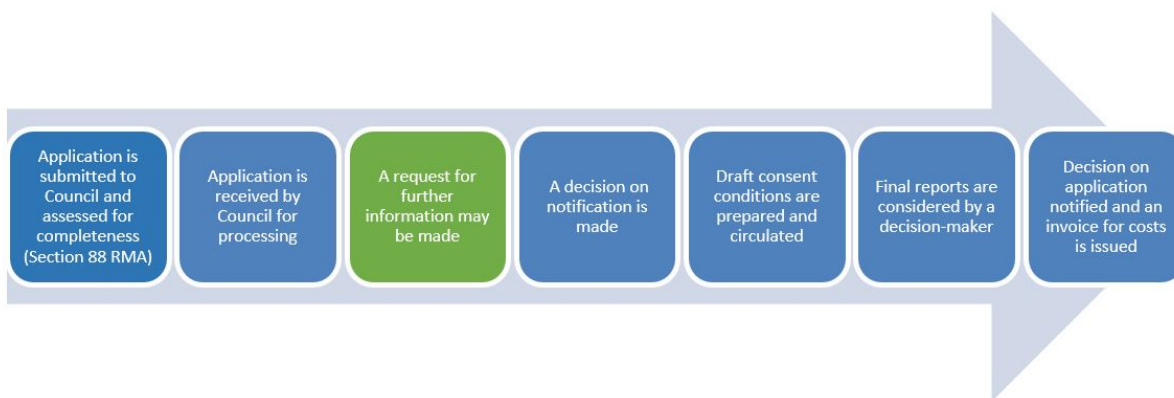 Application is
submitted to
Council and
assessed for
completeness
(Section 88 RMA)
Application is
received by
Council for
processing
A request for
further
information may
be made
A decision on
notification is
made
Draft consent
conditions are
prepared and
circulated
Final reports are
considered by a
decision-maker
Decision on
application
notified and an
invoice for costs
is issued